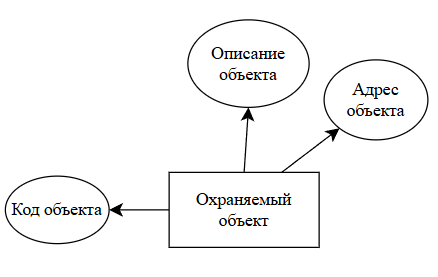 Описание
объекта
Адрес
объекта
Код объекта
Охраняемый
объект